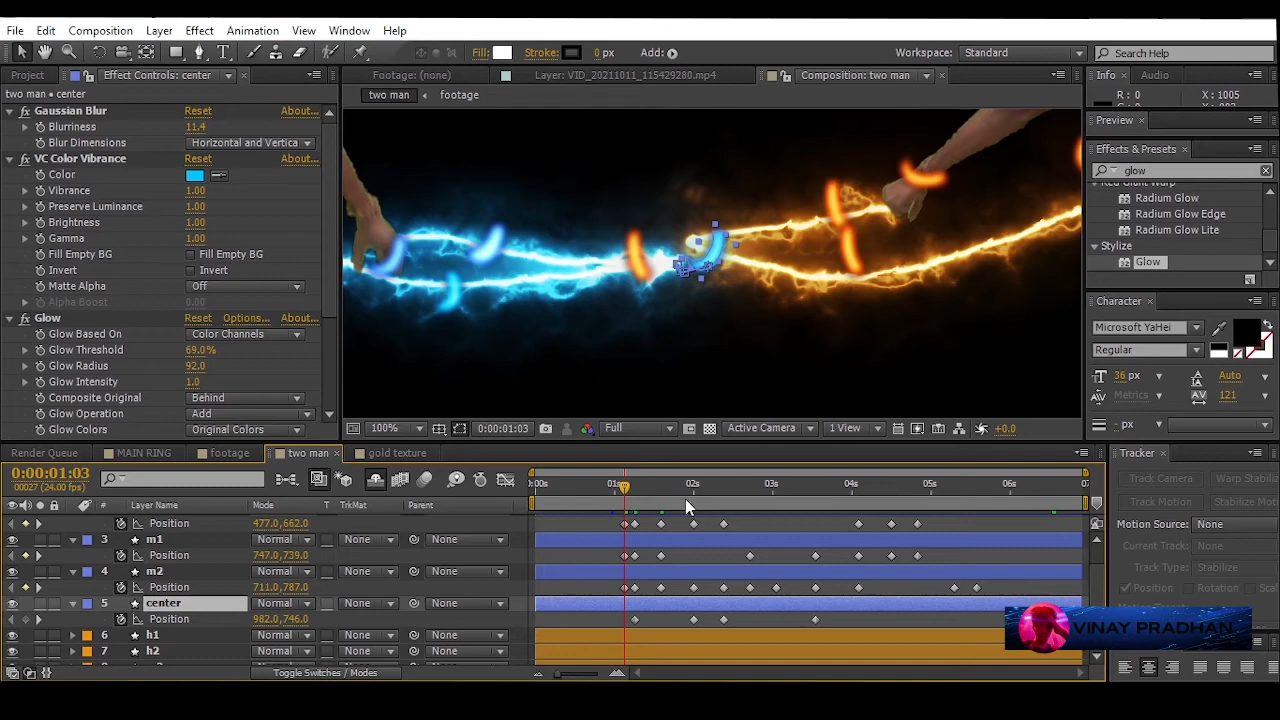 File Edit Composition Layer Effect Animation View Window Help
Fill: Stroke: 0 px Add: Workspace: Standard Search Help
Project Effect Controls: center Footage: (none) Layer: VID_20211011_115429280.mp4 Composition: two man Info Audio
two man • center
two man footage
R: 0 X: 1005
G: 0
Gaussian Blur Reset About...
Blurriness 11.4
Blur Dimensions Horizontal and Vertica
VC Color Vibrance Reset About...
Color
Vibrance 1.00
Preserve Luminance 1.00
Brightness 1.00
Gamma 1.00
Fill Empty BG Fill Empty BG
Invert Invert
Matte Alpha Off
Alpha Boost 0.00
Glow Reset Options... About...
Glow Based On Color Channels
Glow Threshold 69.0%
Glow Radius 92.0
Glow Intensity 1.0
Composite Original Behind
Glow Operation Add
Glow Colors Original Colors
Preview
Effects & Presets
glow
Red Giant Warp
Radium Glow
Radium Glow Edge
Radium Glow Lite
Stylize
Glow
Character
Microsoft YaHei
Regular
36 px Auto
Metrics 121
- px
100% 0:00:01:03 Full Active Camera 1 View +0.0
Render Queue MAIN RING footage two man gold texture
0:00:01:03
00027 (24.00 fps)
# Layer Name Mode T TrkMat Parent
:00s 01s 02s 03s 04s 05s 06s 07
Position 477.0,662.0
3 m1 Normal None None
Position 747.0,739.0
4 m2 Normal None None
Position 711.0,787.0
5 center Normal None None
Position 982.0,746.0
6 h1 Normal None None
7 h2 Normal None None
Toggle Switches / Modes
Tracker
Track Camera Warp Stabiliz
Track Motion Stabilize Mo
Motion Source: None
Current Track: None
Track Type: Stabilize
Position Rotation Scale
VINAY PRADHAN